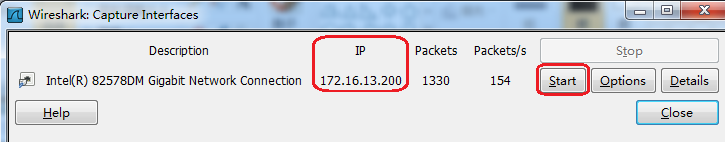 Wireshark: Capture Interfaces
Description IP Packets Packets/s Stop
Intel(R) 82578DM Gigabit Network Connection 172.16.13.200 1330 154 Start Options Details
Help Close